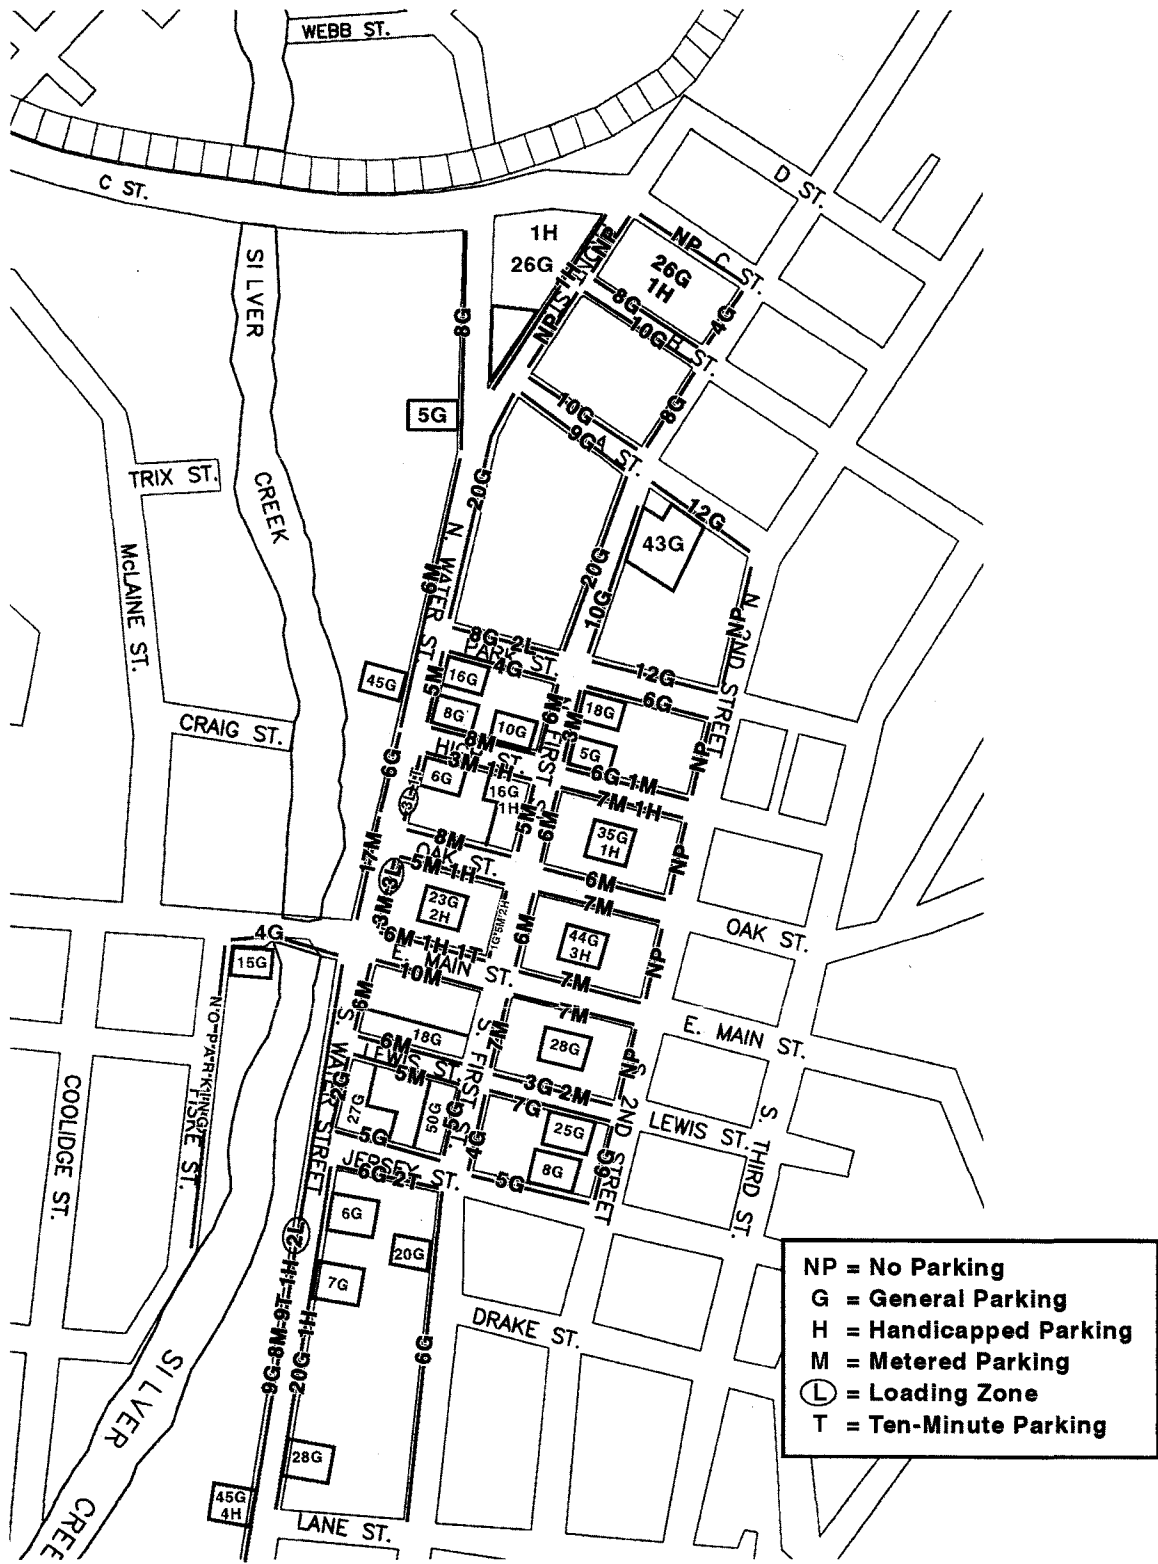 WEBB ST.
C ST.
D ST.
SILVER
CREEK
1H
26G
NP
1H
NP
NP C ST.
26G
1H
8G
4G
8G
10G
B ST.
5G
10G
8G
9G
A ST.
TRIX ST.
20G
12G
43G
N. WATER ST.
6M
McLAINE ST.
20G
10G
NP
N. 2ND STREET
8G-2L
PARK ST.
4G
12G
45G
5M
16G
6M
6G
18G
3M
8G
10G
N. FIRST ST.
CRAIG ST.
8M
HIGH ST.
5G
NP
6G
3M-1H
6G-1M
6G
16G
1H
7M-1H
3L
5M
6M
35G
1H
NP
17M
8M
OAK ST.
5M-1H
6M
3L
3M
23G
2H
7M
OAK ST.
4G
6M-1H-1T
6M
44G
3H
NP
15G
E. MAIN ST.
10M
7M
NO PARKING
6M
7M
E. MAIN ST.
18G
7M
28G
NP
S. WATER STREET
6M
LEWIS ST.
S. FIRST ST.
S. 2ND STREET
2G
5M
3G-2M
COOLIDGE ST.
FISKE ST.
27G
50G
5G
7G
25G
LEWIS ST.
S. THIRD ST.
5G
4G
8G
6G
JERSEY ST.
6G-2T
5G
6G
20G
2L
7G
9G-8M-9T-1H-2L
20G-1H
6G
DRAKE ST.
SILVER
CREE
28G
45G
4H
LANE ST.
NP = No Parking
G = General Parking
H = Handicapped Parking
M = Metered Parking
L = Loading Zone
T = Ten-Minute Parking